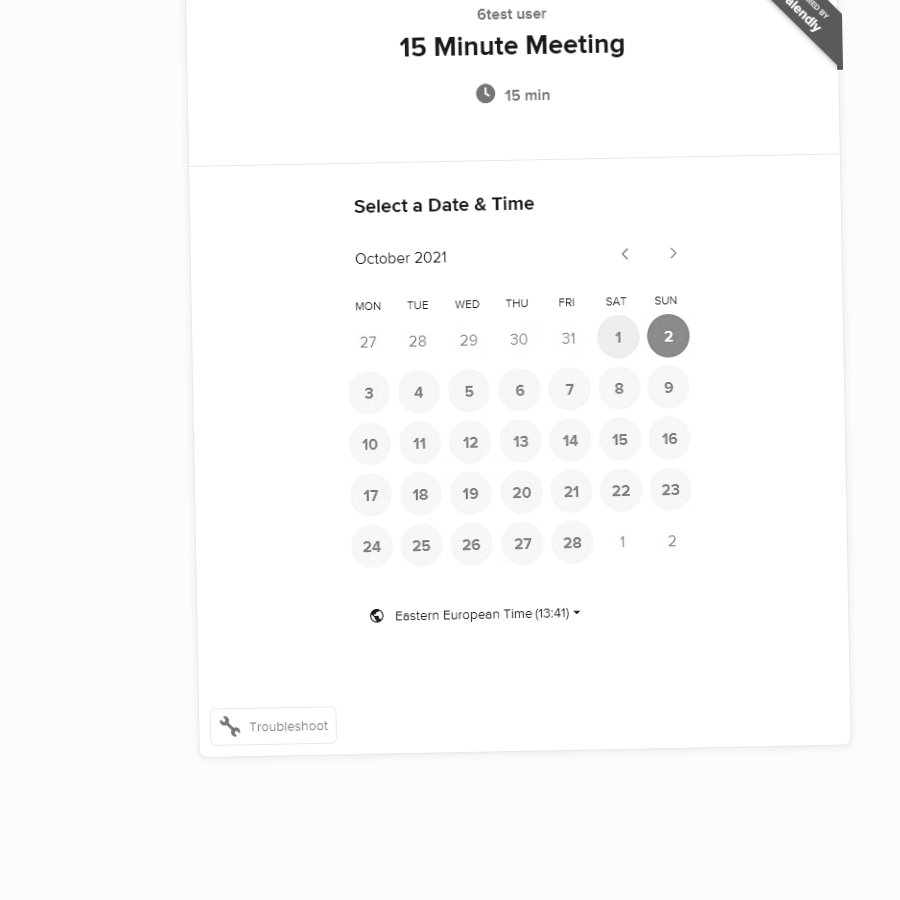 6test user
15 Minute Meeting
15 min
Select a Date & Time
October 2021
MON TUE WED THU FRI SAT SUN
27 28 29 30 31 1 2
3 4 5 6 7 8 9
10 11 12 13 14 15 16
17 18 19 20 21 22 23
24 25 26 27 28 1 2
Eastern European Time (13:41)
Troubleshoot